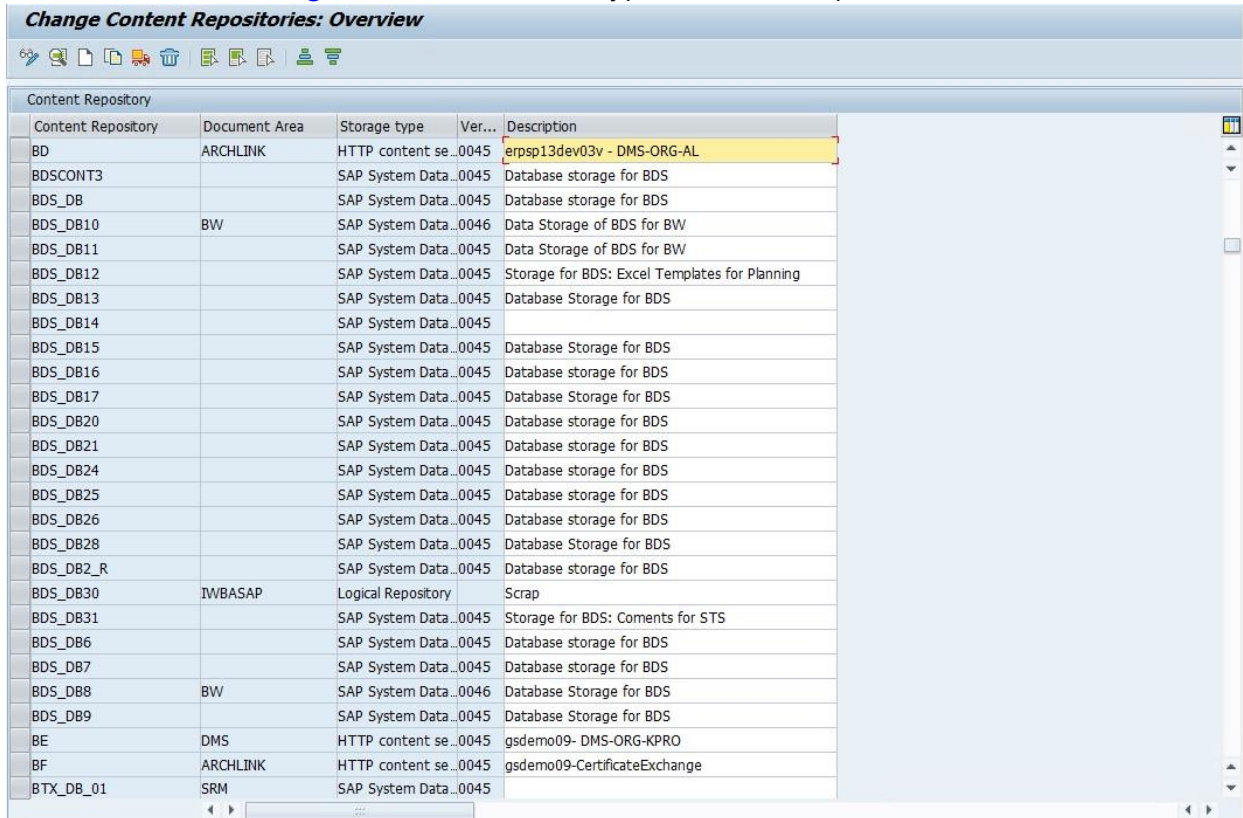 Change Content Repositories: Overview
Content Repository
Content Repository Document Area Storage type Ver... Description
BD ARCHLINK HTTP content se…0045 erpsp13dev03v - DMS-ORG-AL
BDSCONT3 SAP System Data…0045 Database storage for BDS
BDS_DB SAP System Data…0045 Database storage for BDS
BDS_DB10 BW SAP System Data…0046 Data Storage of BDS for BW
BDS_DB11 SAP System Data…0045 Data Storage of BDS for BW
BDS_DB12 SAP System Data…0045 Storage for BDS: Excel Templates for Planning
BDS_DB13 SAP System Data…0045 Database Storage for BDS
BDS_DB14 SAP System Data…0045
BDS_DB15 SAP System Data…0045 Database Storage for BDS
BDS_DB16 SAP System Data…0045 Database storage for BDS
BDS_DB17 SAP System Data…0045 Database Storage for BDS
BDS_DB20 SAP System Data…0045 Database storage for BDS
BDS_DB21 SAP System Data…0045 Database storage for BDS
BDS_DB24 SAP System Data…0045 Database storage for BDS
BDS_DB25 SAP System Data…0045 Database storage for BDS
BDS_DB26 SAP System Data…0045 Database storage for BDS
BDS_DB28 SAP System Data…0045 Database Storage for BDS
BDS_DB2_R SAP System Data…0045 Database storage for BDS
BDS_DB30 IWBASAP Logical Repository Scrap
BDS_DB31 SAP System Data…0045 Storage for BDS: Coments for STS
BDS_DB6 SAP System Data…0045 Database storage for BDS
BDS_DB7 SAP System Data…0045 Database storage for BDS
BDS_DB8 BW SAP System Data…0046 Database Storage for BDS
BDS_DB9 SAP System Data…0045 Database Storage for BDS
BE DMS HTTP content se…0045 gsdemo09- DMS-ORG-KPRO
BF ARCHLINK HTTP content se…0045 gsdemo09-CertificateExchange
BTX_DB_01 SRM SAP System Data…0045